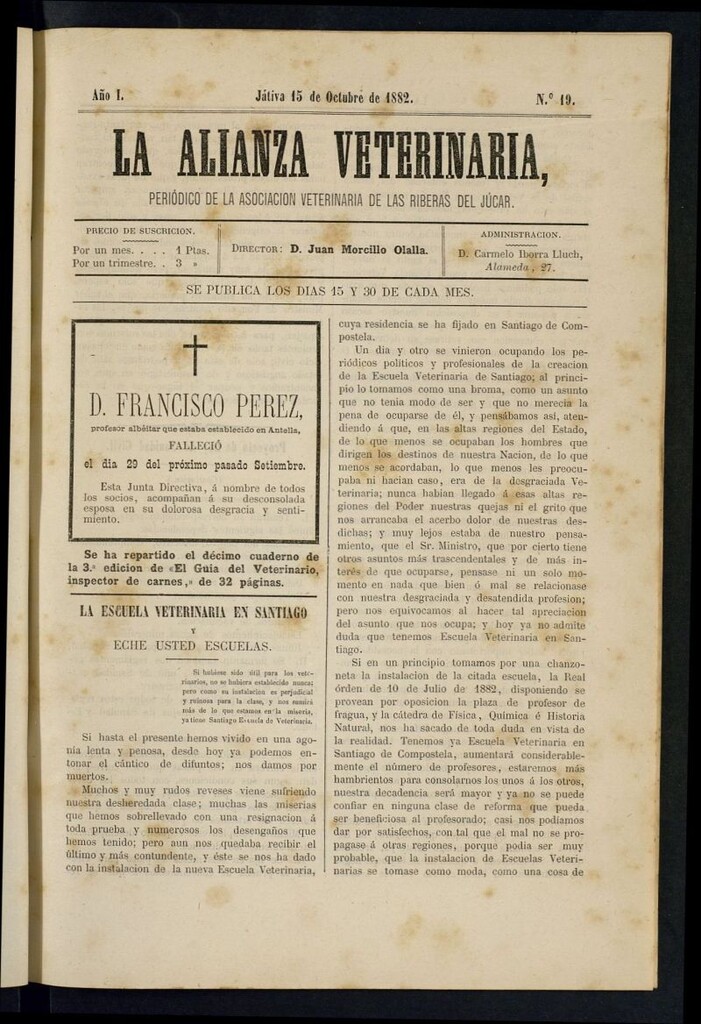 Año I.
Játiva 15 de Octubre de 1882.
N.º 19.
LA ALIANZA VETERINARIA,
PERIÓDICO DE LA ASOCIACION VETERINARIA DE LAS RIBERAS DEL JÚCAR.
PRECIO DE SUSCRICION.
Por un mes. . . . 1 Ptas.
Por un trimestre. . 3 »
DIRECTOR: D. Juan Morcillo Olalla.
ADMINISTRACION.
D. Carmelo Iborra Lluch,
Alameda, 27.
SE PUBLICA LOS DIAS 15 Y 30 DE CADA MES.
D. FRANCISCO PEREZ,
profesor albéitar que estaba establecido en Antella,
FALLECIÓ
el dia 29 del próximo pasado Setiembre.
Esta Junta Directiva, á nombre de todos
los socios, acompañan á su desconsolada
esposa en su dolorosa desgracia y senti-
miento.
Se ha repartido el décimo cuaderno de
la 3.ª edicion de «El Guia del Veterinario,
inspector de carnes,» de 32 páginas.
LA ESCUELA VETERINARIA EN SANTIAGO
Y
ECHE USTED ESCUELAS.
Si hubiese sido útil para los vete-
rinarios, no se hubiera establecido nunca;
pero como su instalacion es perjudicial
y ruinosa para la clase, y nos sumirá
más de lo que estamos en la miseria,
ya tiene Santiago Escuela de Veterinaria.
Si hasta el presente hemos vivido en una ago-
nía lenta y penosa, desde hoy ya podemos en-
tonar el cántico de difuntos; nos damos por
muertos.
Muchos y muy rudos reveses viene sufriendo
nuestra desheredada clase; muchas las miserias
que hemos sobrellevado con una resignacion á
toda prueba y numerosos los desengaños que
hemos tenido; pero aun nos quedaba recibir el
último y más contundente, y éste se nos ha dado
con la instalacion de la nueva Escuela Veterinaria,
cuya residencia se ha fijado en Santiago de Com-
postela.
Un dia y otro se vinieron ocupando los pe-
riódicos politicos y profesionales de la creacion
de la Escuela Veterinaria de Santiago; al princi-
pio lo tomamos como una broma, como un asunto
que no tenia modo de ser y que no merecía la
pena de ocuparse de él, y pensábamos así, aten-
diendo á que, en las altas regiones del Estado,
de lo que menos se ocupaban los hombres que
dirigen los destinos de nuestra Nacion, de lo que
menos se acordaban, lo que menos les preocu-
paba ni hacian caso, era de la desgraciada Ve-
terinaria; nunca habian llegado á esas altas re-
giones del Poder nuestras quejas ni el grito que
nos arrancaba el acerbo dolor de nuestras des-
dichas; y muy lejos estaba de nuestro pensa-
miento, que el Sr. Ministro, que por cierto tiene
otros asuntos más trascendentales y de más in-
terés de que ocuparse, pensase ni un solo mo-
mento en nada que bien ó mal se relacionase
con nuestra desgraciada y desatendida profesion;
pero nos equivocamos al hacer tal apreciacion
del asunto que nos ocupa; y hoy ya no admite
duda que tenemos Escuela Veterinaria en San-
tiago.
Si en un principio tomamos por una chanzo-
neta la instalacion de la citada escuela, la Real
órden de 10 de Julio de 1882, disponiendo se
provean por oposicion la plaza de profesor de
fragua, y la cátedra de Física, Química é Historia
Natural, nos ha sacado de toda duda en vista de
la realidad. Tenemos ya Escuela Veterinaria en
Santiago de Compostela, aumentará considerable-
mente el número de profesores, estaremos más
hambrientos para consolarnos los unos á los otros,
nuestra decadencia será mayor y ya no se puede
confiar en ninguna clase de reforma que pueda
ser beneficiosa al profesorado; casi nos podiamos
dar por satisfechos, con tal que el mal no se pro-
pagase á otras regiones, porque podia ser muy
probable, que la instalacion de Escuelas Veteri-
narias se tomase como moda, como una cosa de